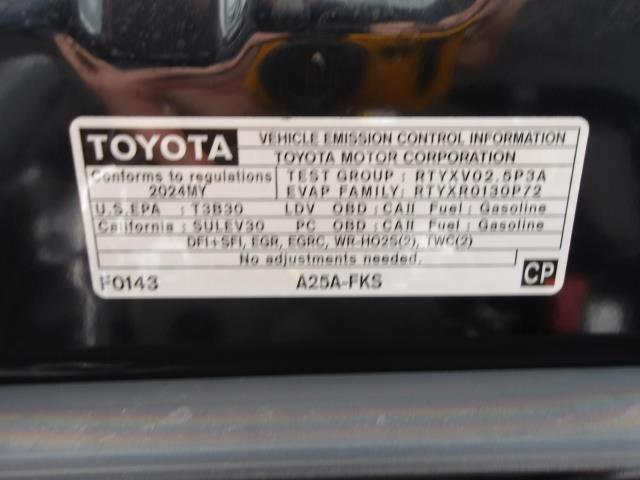 TOYOTA
VEHICLE EMISSION CONTROL INFORMATION
TOYOTA MOTOR CORPORATION
Conforms to regulations
2024MY
TEST GROUP : RTYXV02.5P3A
EVAP FAMILY: RTYXR0130P72
U.S.EPA : T3B30 LDV OBD : CAII Fuel : Gasoline
California : SULEV30 PC OBD : CAII Fuel : Gasoline
DFI+SFI, EGR, EGRC, WR-HO2S(2), TWC(2)
No adjustments needed.
F0143 A25A-FKS CP